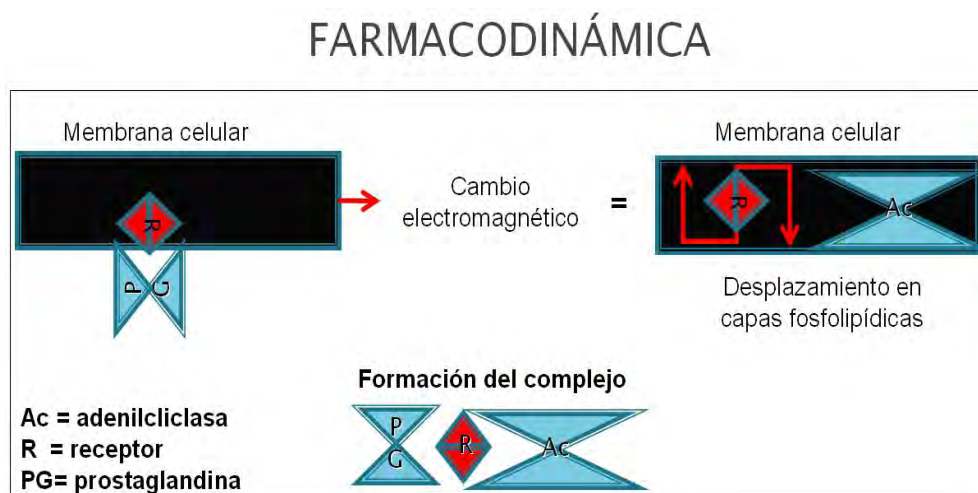 FARMACODINÁMICA
Membrana celular
R
P G
Cambio
electromagnético
=
Membrana celular
R
Ac
Desplazamiento en
capas fosfolipídicas
Formación del complejo
P
G
R
Ac
Ac = adenilcliclasa
R = receptor
PG= prostaglandina